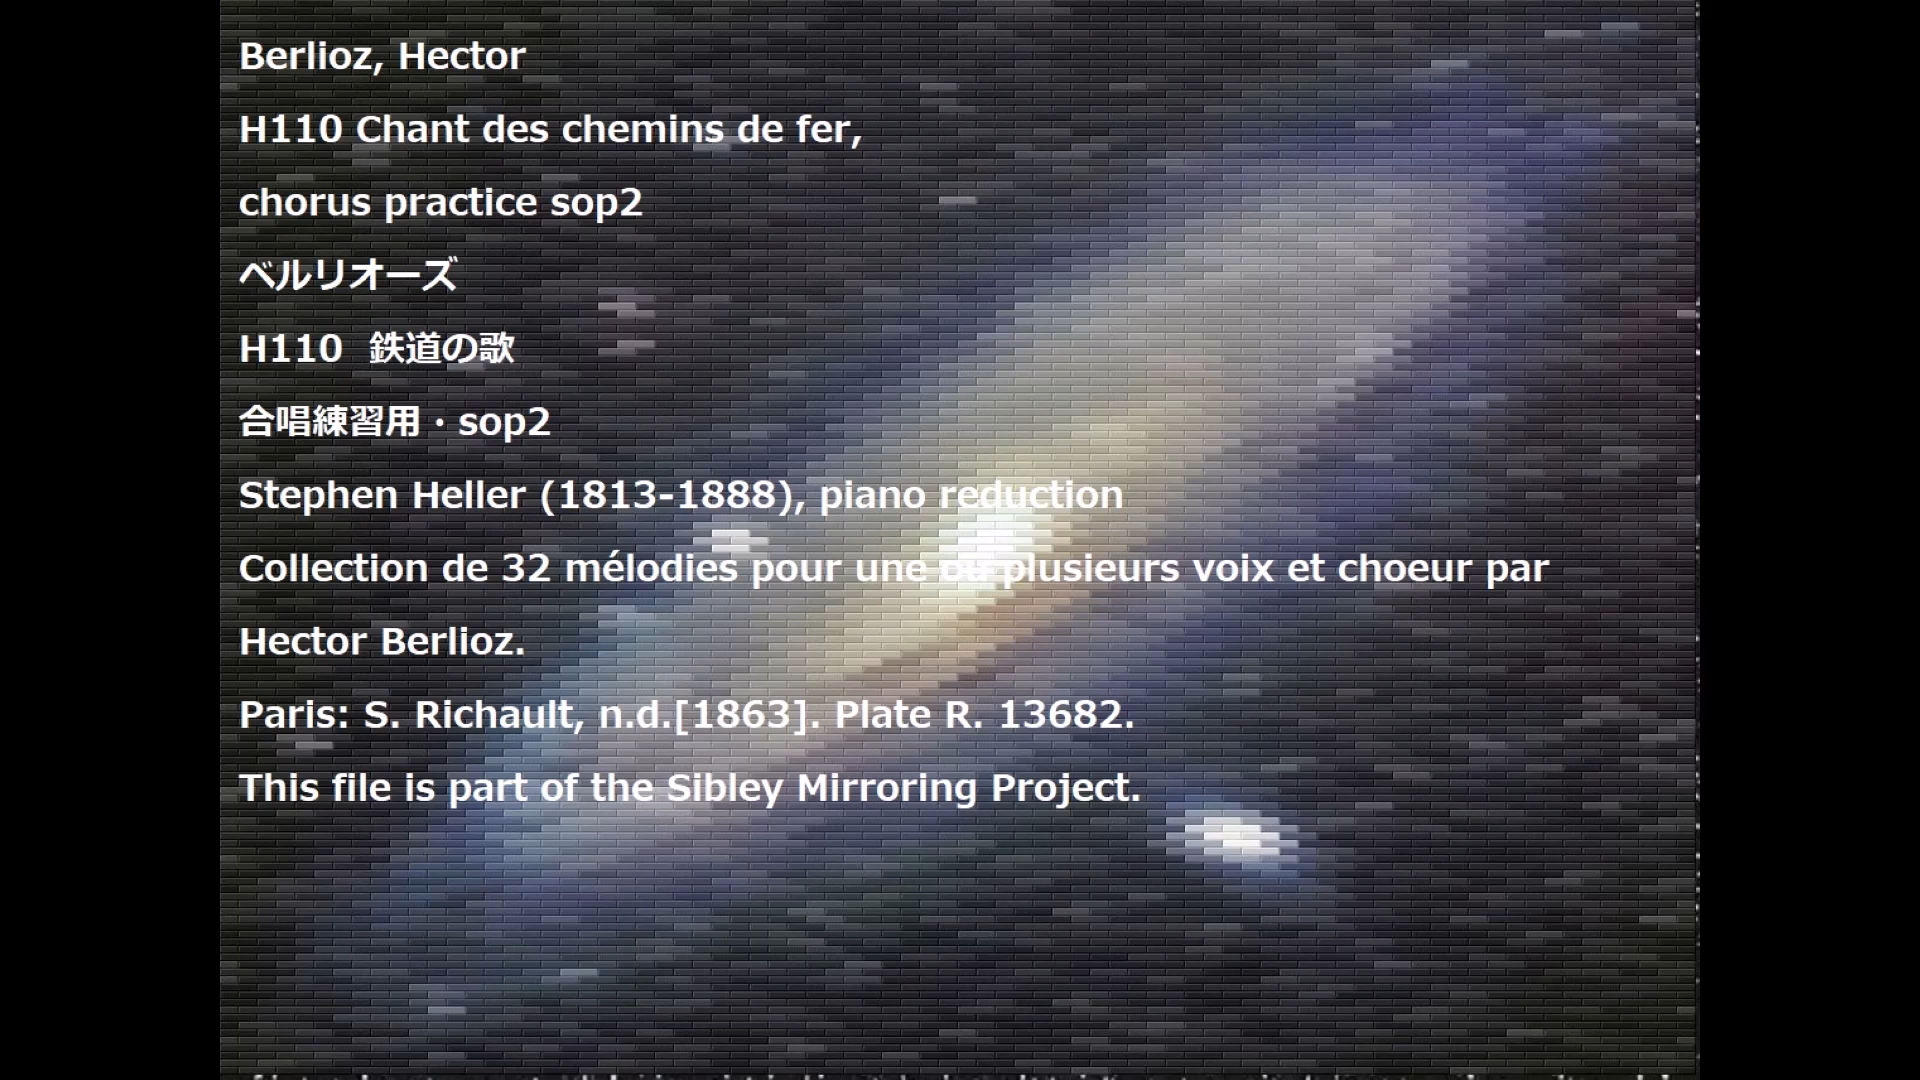 Berlioz, Hector
H110 Chant des chemins de fer,
chorus practice sop2
ベルリオーズ
H110  鉄道の歌
合唱練習用・sop2
Stephen Heller (1813-1888), piano reduction
Collection de 32 mélodies pour une ou plusieurs voix et choeur par
Hector Berlioz.
Paris: S. Richault, n.d.[1863]. Plate R. 13682.
This file is part of the Sibley Mirroring Project.